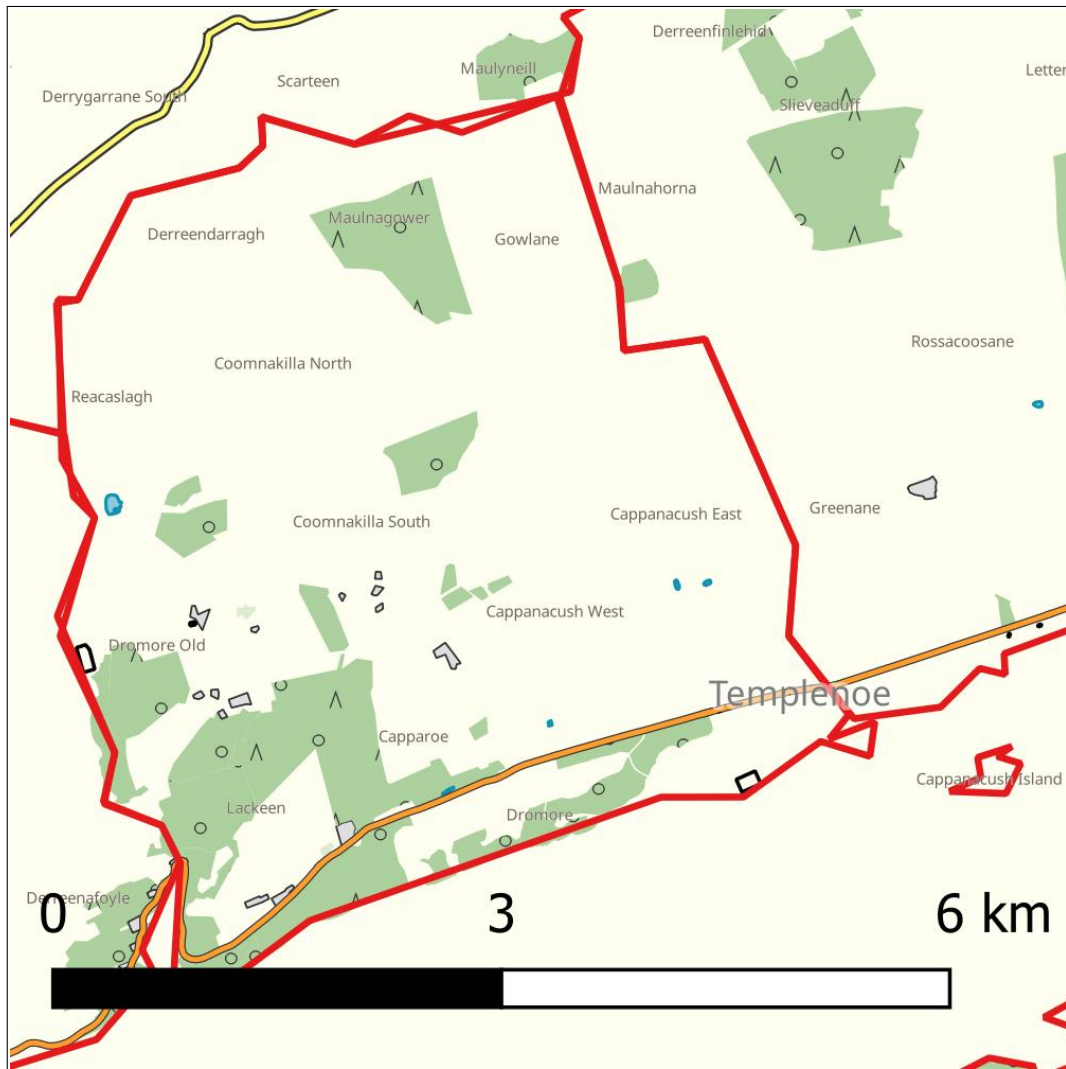 Derreenfinlehid
Scarteen
Maulyneill
Letter
Derrygarrane South
Slieveaduff
Maulnahorna
Maulnagower
Derreendarragh
Gowlane
Rossacoosane
Coomnakilla North
Reacaslagh
Greenane
Coomnakilla South
Cappanacush East
Cappanacush West
Dromore Old
Templenoe
Capparoe
Cappanacush Island
Lackeen
Dromore
Derreenafoyle
0 3 6 km